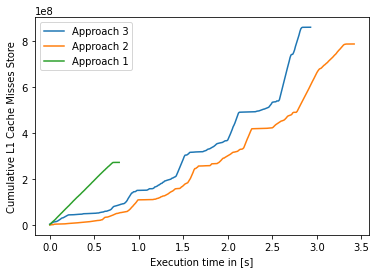 1e8
Approach 3
Approach 2
Approach 1
Cumulative L1 Cache Misses Store
8
6
4
2
0
0.0 0.5 1.0 1.5 2.0 2.5 3.0 3.5
Execution time in [s]